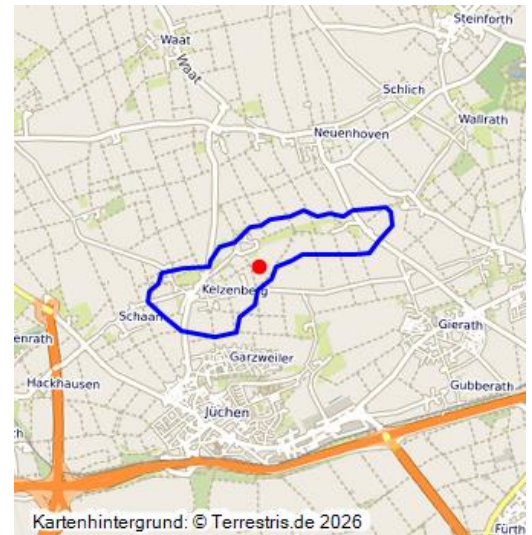 Steinforth
Waat
Waat
Schlich
Wallrath
Neuenhoven
Kelzenberg
Schaan
Gierath
enrath
Garzweiler
Hackhausen
Gubberath
Jüchen
ch
Kartenhintergrund: © Terrestris.de 2026
Fürth